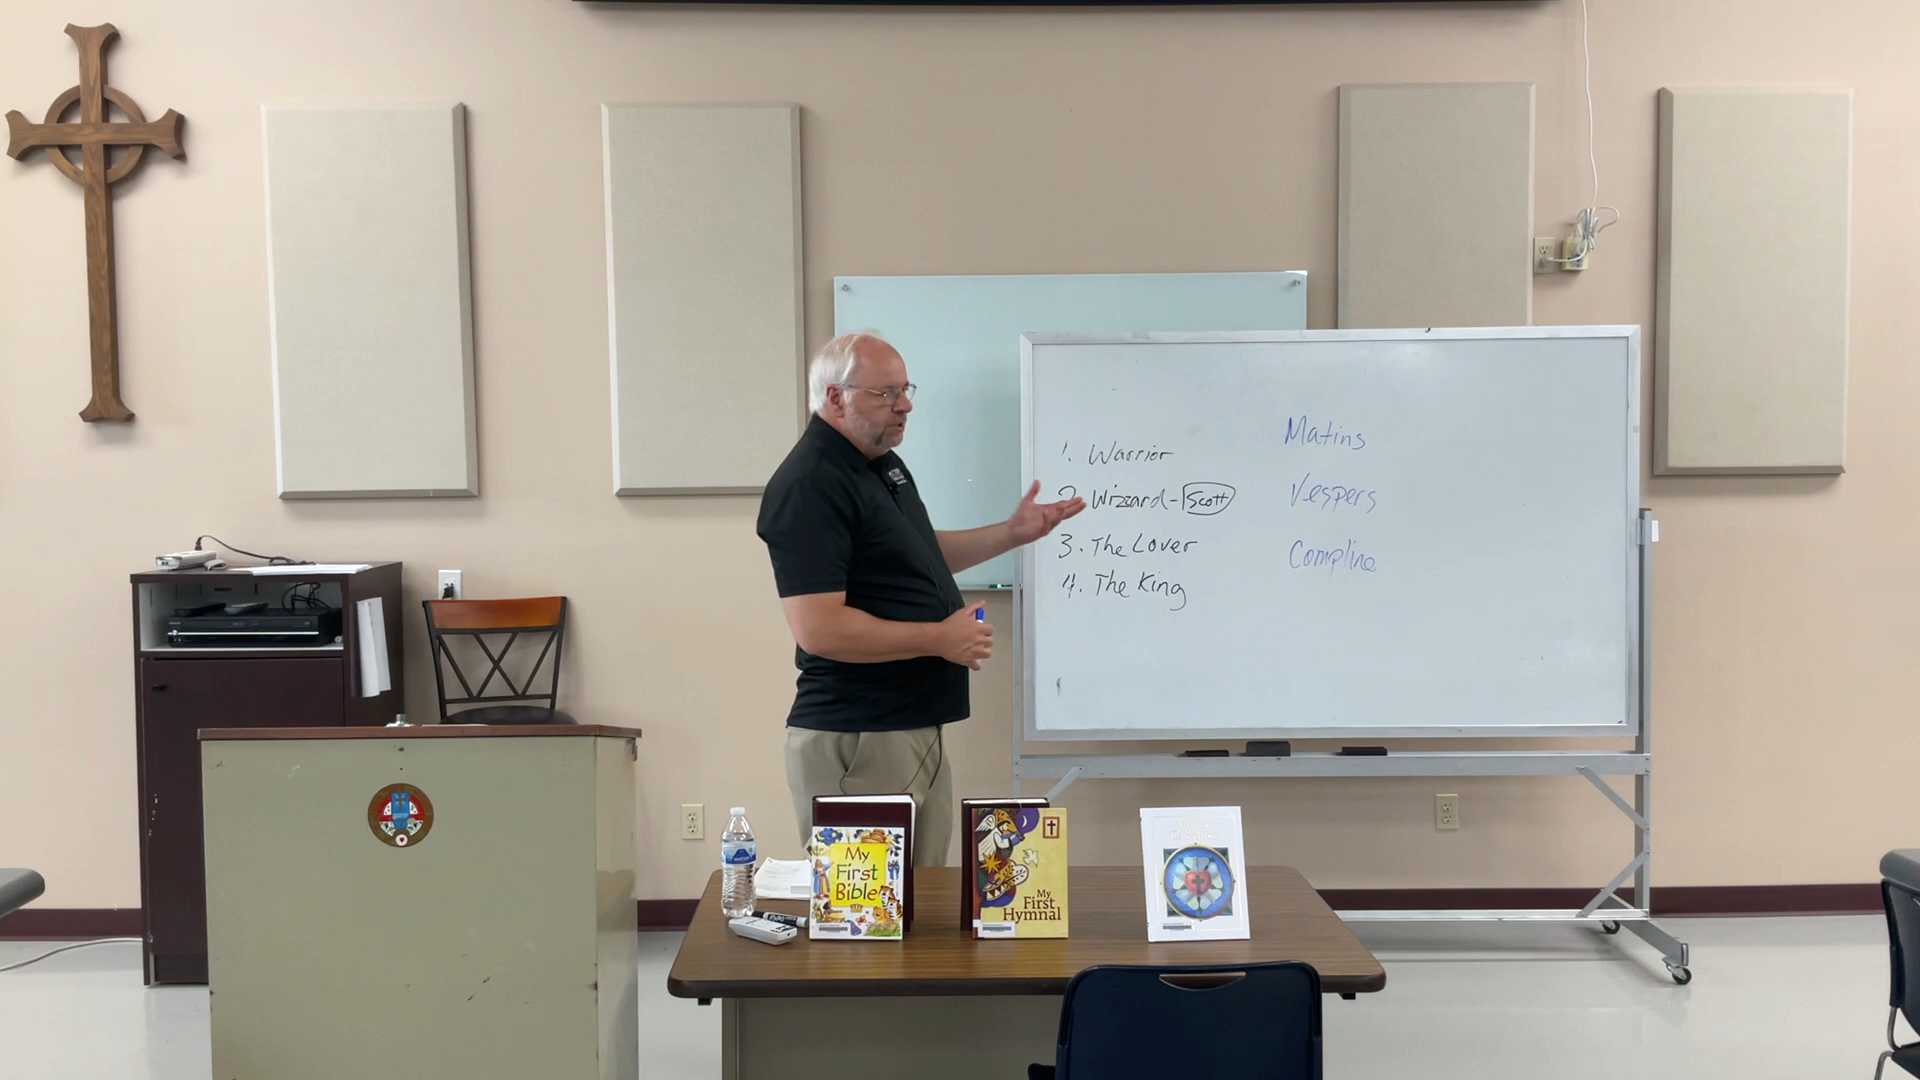 1. Warrior
2. Wizzard - Scott
3. The Lover
4. The King
Matins
Vespers
Compline
My
First
Bible
My
First
Hymnal